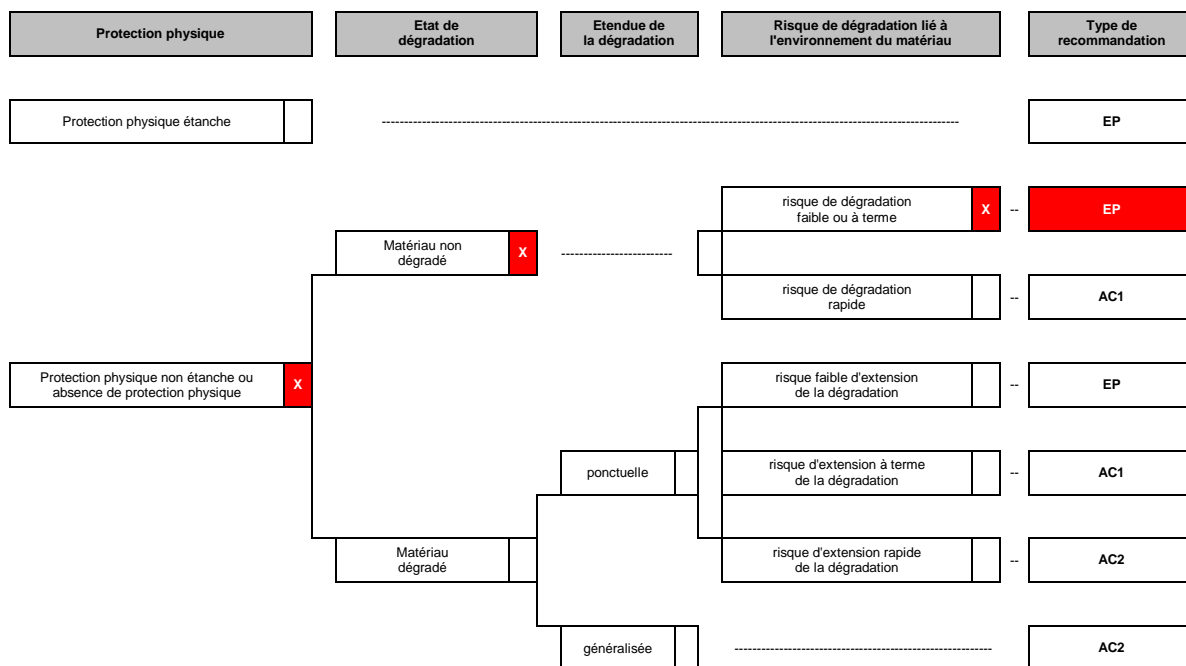 Protection physique
Etat de
dégradation
Etendue de
la dégradation
Risque de dégradation lié à
l'environnement du matériau
Type de
recommandation
Protection physique étanche
EP
risque de dégradation
faible ou à terme
X
--
EP
Matériau non
dégradé
X
risque de dégradation
rapide
--
AC1
Protection physique non étanche ou
absence de protection physique
X
risque faible d'extension
de la dégradation
--
EP
ponctuelle
risque d'extension à terme
de la dégradation
--
AC1
Matériau
dégradé
risque d'extension rapide
de la dégradation
--
AC2
généralisée
AC2